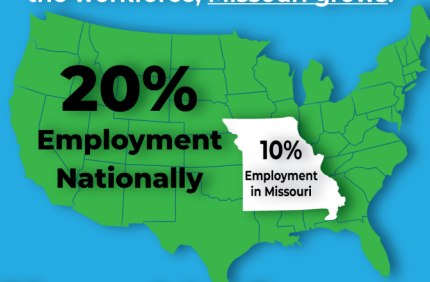 the workforce, Missouri grows.
20%
Employment
Nationally
10%
Employment
in Missouri